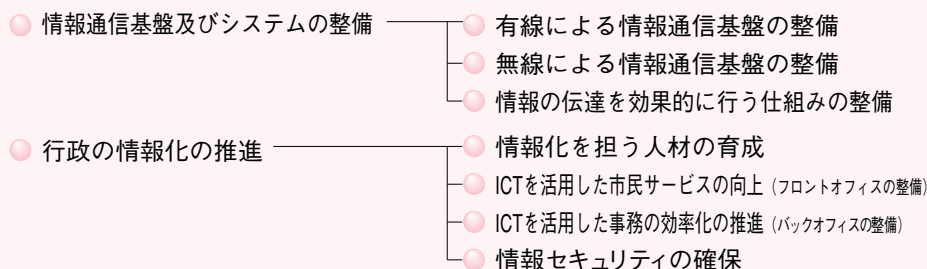 情報通信基盤及びシステムの整備
有線による情報通信基盤の整備
無線による情報通信基盤の整備
情報の伝達を効果的に行う仕組みの整備
行政の情報化の推進
情報化を担う人材の育成
ICTを活用した市民サービスの向上（フロントオフィスの整備）
ICTを活用した事務の効率化の推進（バックオフィスの整備）
情報セキュリティの確保